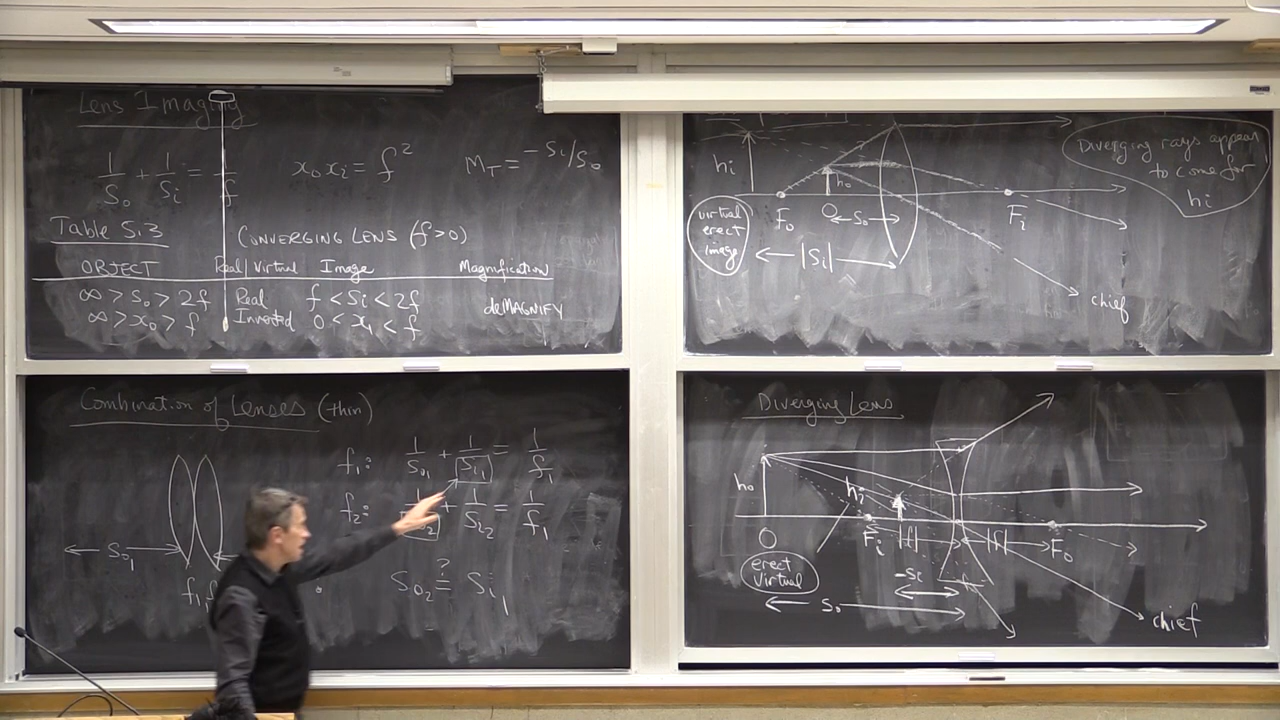 Lens Imaging
1/So + 1/Si = 1/f    xoxi = f²    MT = -Si/So
Table 5.3    CONVERGING LENS (f>0)
OBJECT    Real/Virtual    Image    Magnification
∞ > So > 2f    Real    f < Si < 2f    deMAGNIFY
∞ > xo > f    Inverted    0 < xi < f
hi
ho
Fo
O
So
Fi
|Si|
virtual
erect
image
chief
Diverging rays appear
to come for
hi
Combination of Lenses (thin)
f1: 1/So1 + 1/Si1 = 1/f1
f2: + 1/Si2 = 1/f1
So1
So2 ?= Si1
Diverging Lens
ho
hi
O
Fi
|f|
|f|
Fo
erect
Virtual
-Si
So
chief